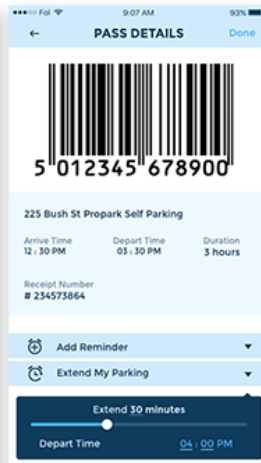 Fol 9:07 AM 93%
← PASS DETAILS Done
5 012345 678900
225 Bush St Propark Self Parking
Arrive Time Depart Time Duration
12 : 30 PM 03 : 30 PM 3 hours
Receipt Number
# 234573864
Add Reminder
Extend My Parking
Extend 30 minutes
Depart Time 04 : 00 PM